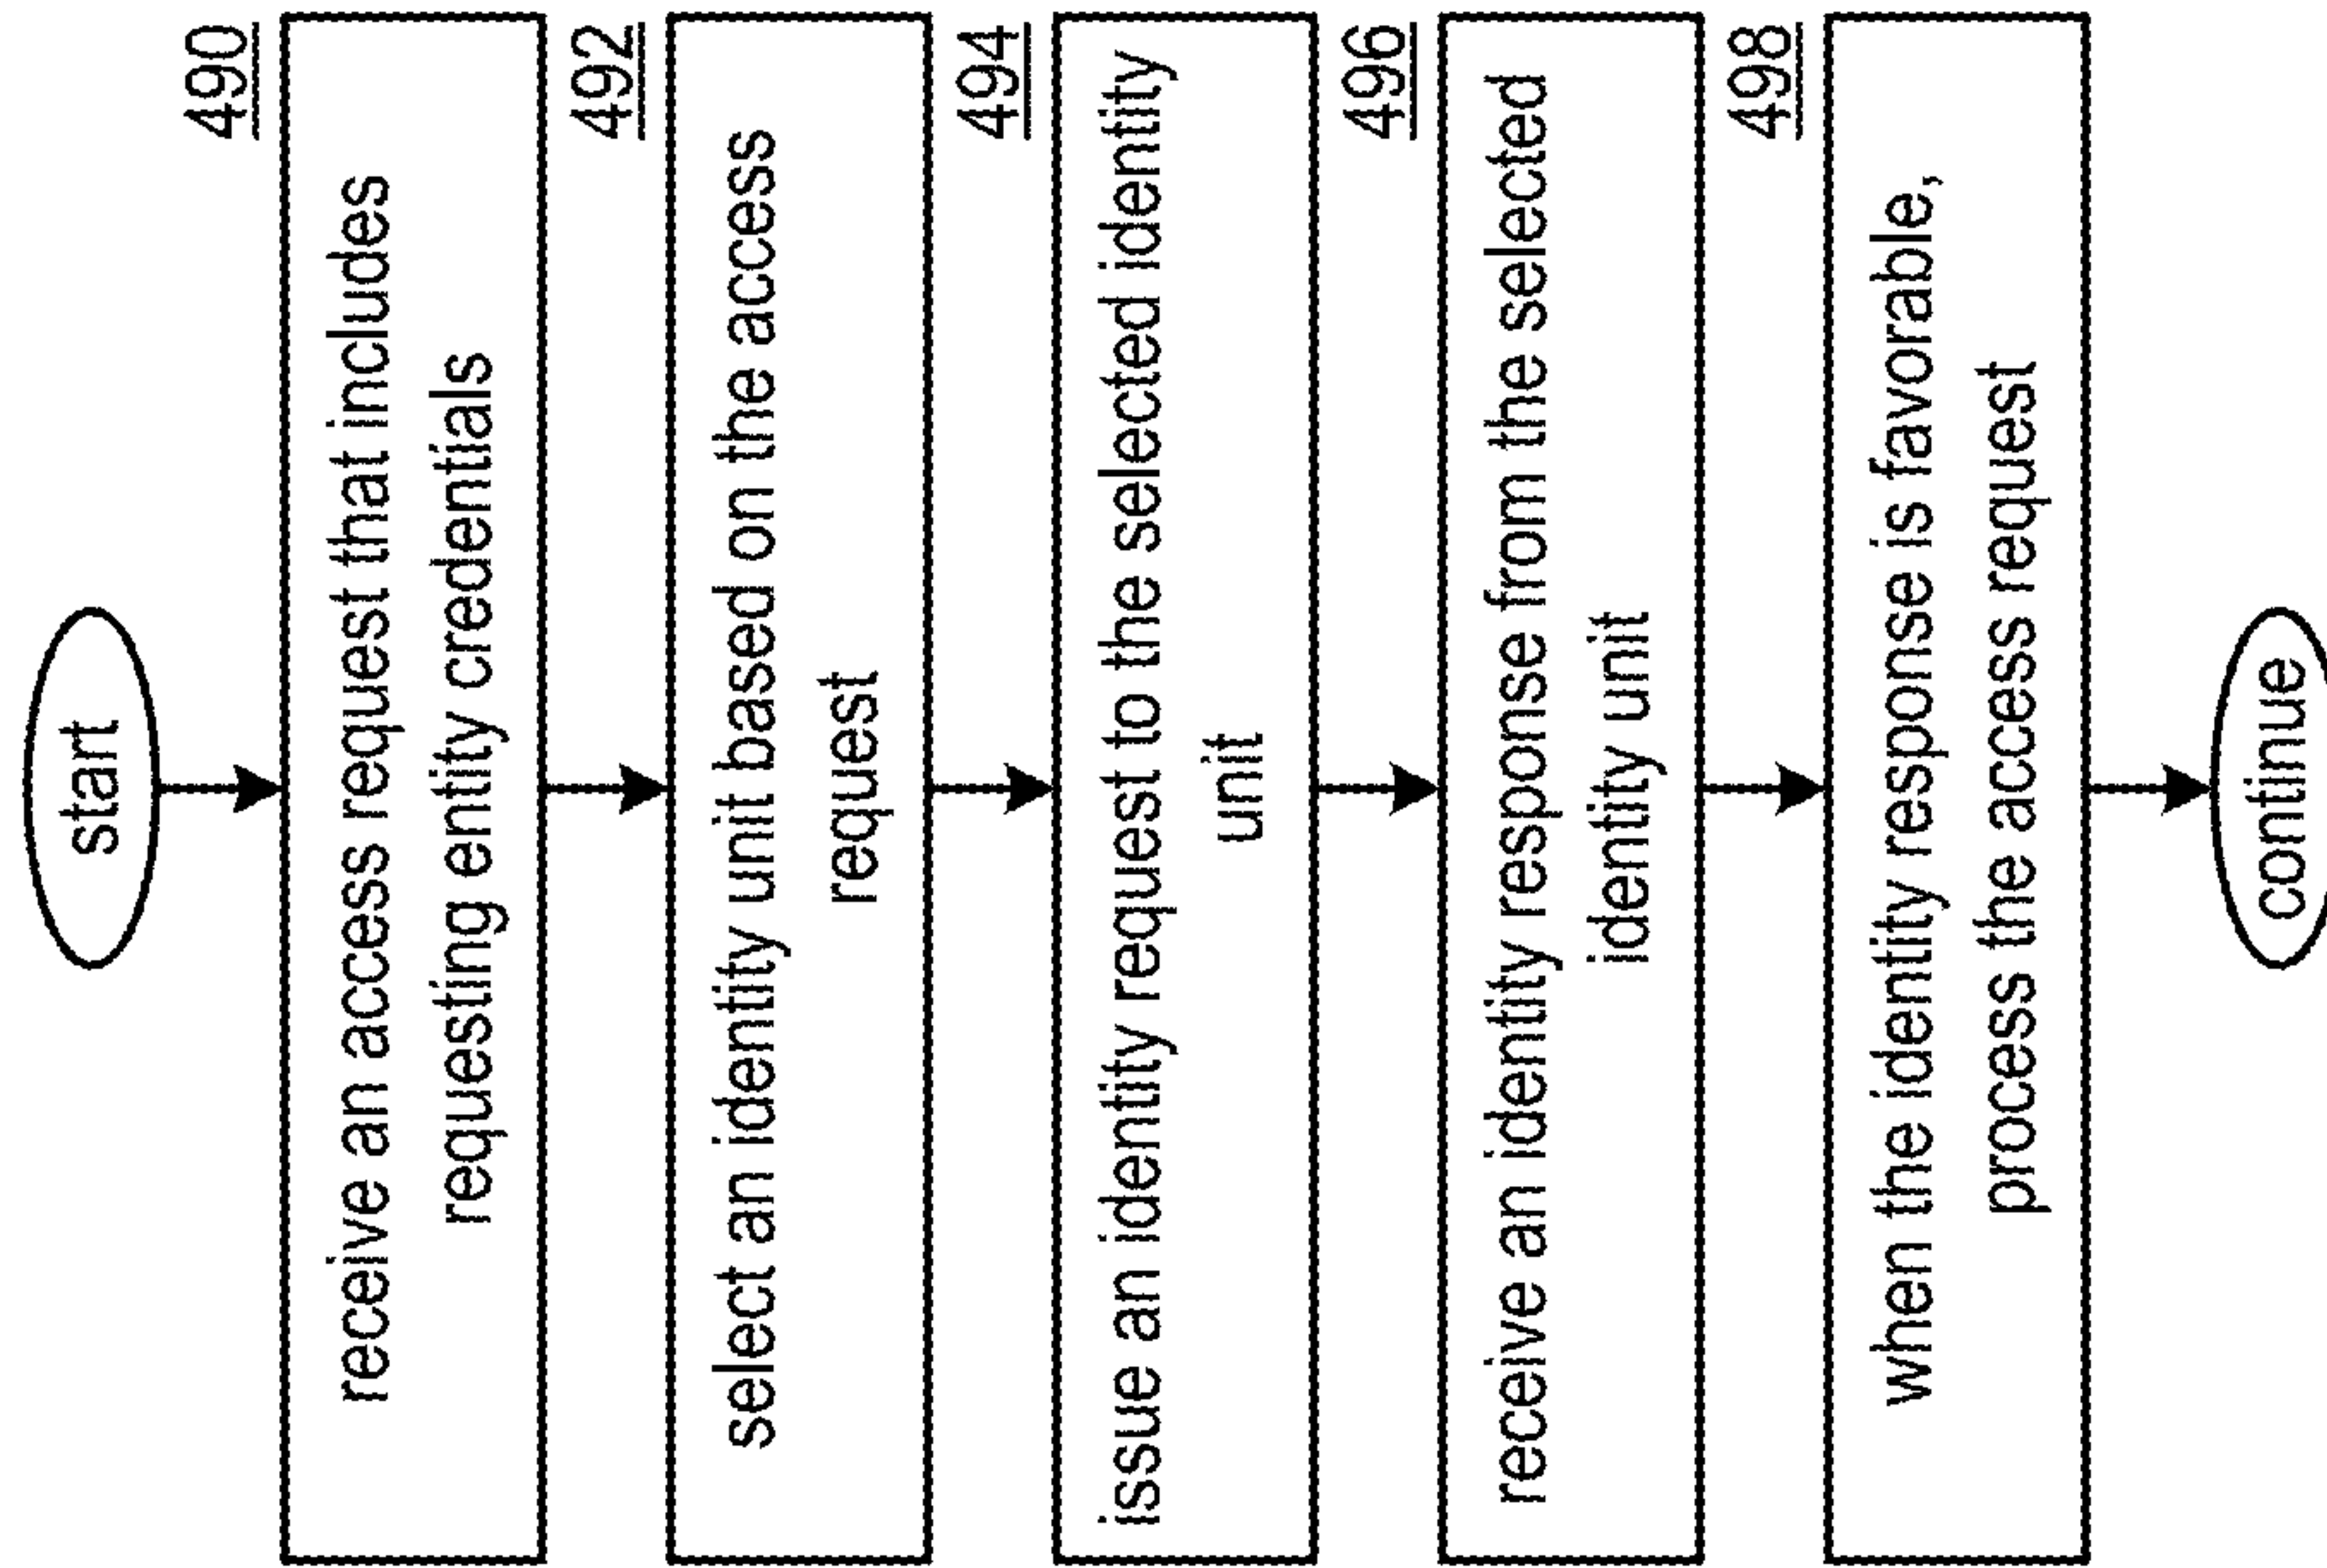 start
490
receive an access request that includes
requesting entity credentials
492
select an identity unit based on the access
request
494
issue an identity request to the selected identity
unit
496
receive an identity response from the selected
identity unit
498
when the identity response is favorable,
process the access request
continue